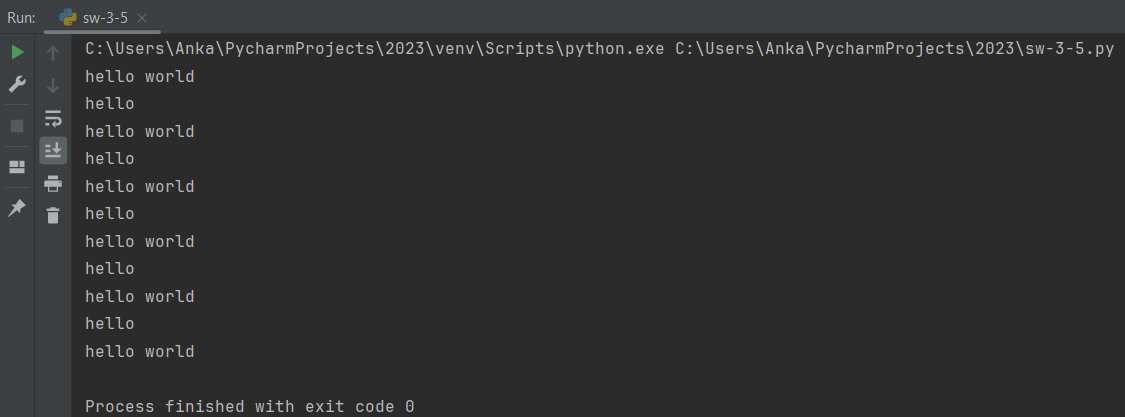 Run: sw-3-5
C:\Users\Anka\PycharmProjects\2023\venv\Scripts\python.exe C:\Users\Anka\PycharmProjects\2023\sw-3-5.py
hello world
hello
hello world
hello
hello world
hello
hello world
hello
hello world
hello
hello world
Process finished with exit code 0